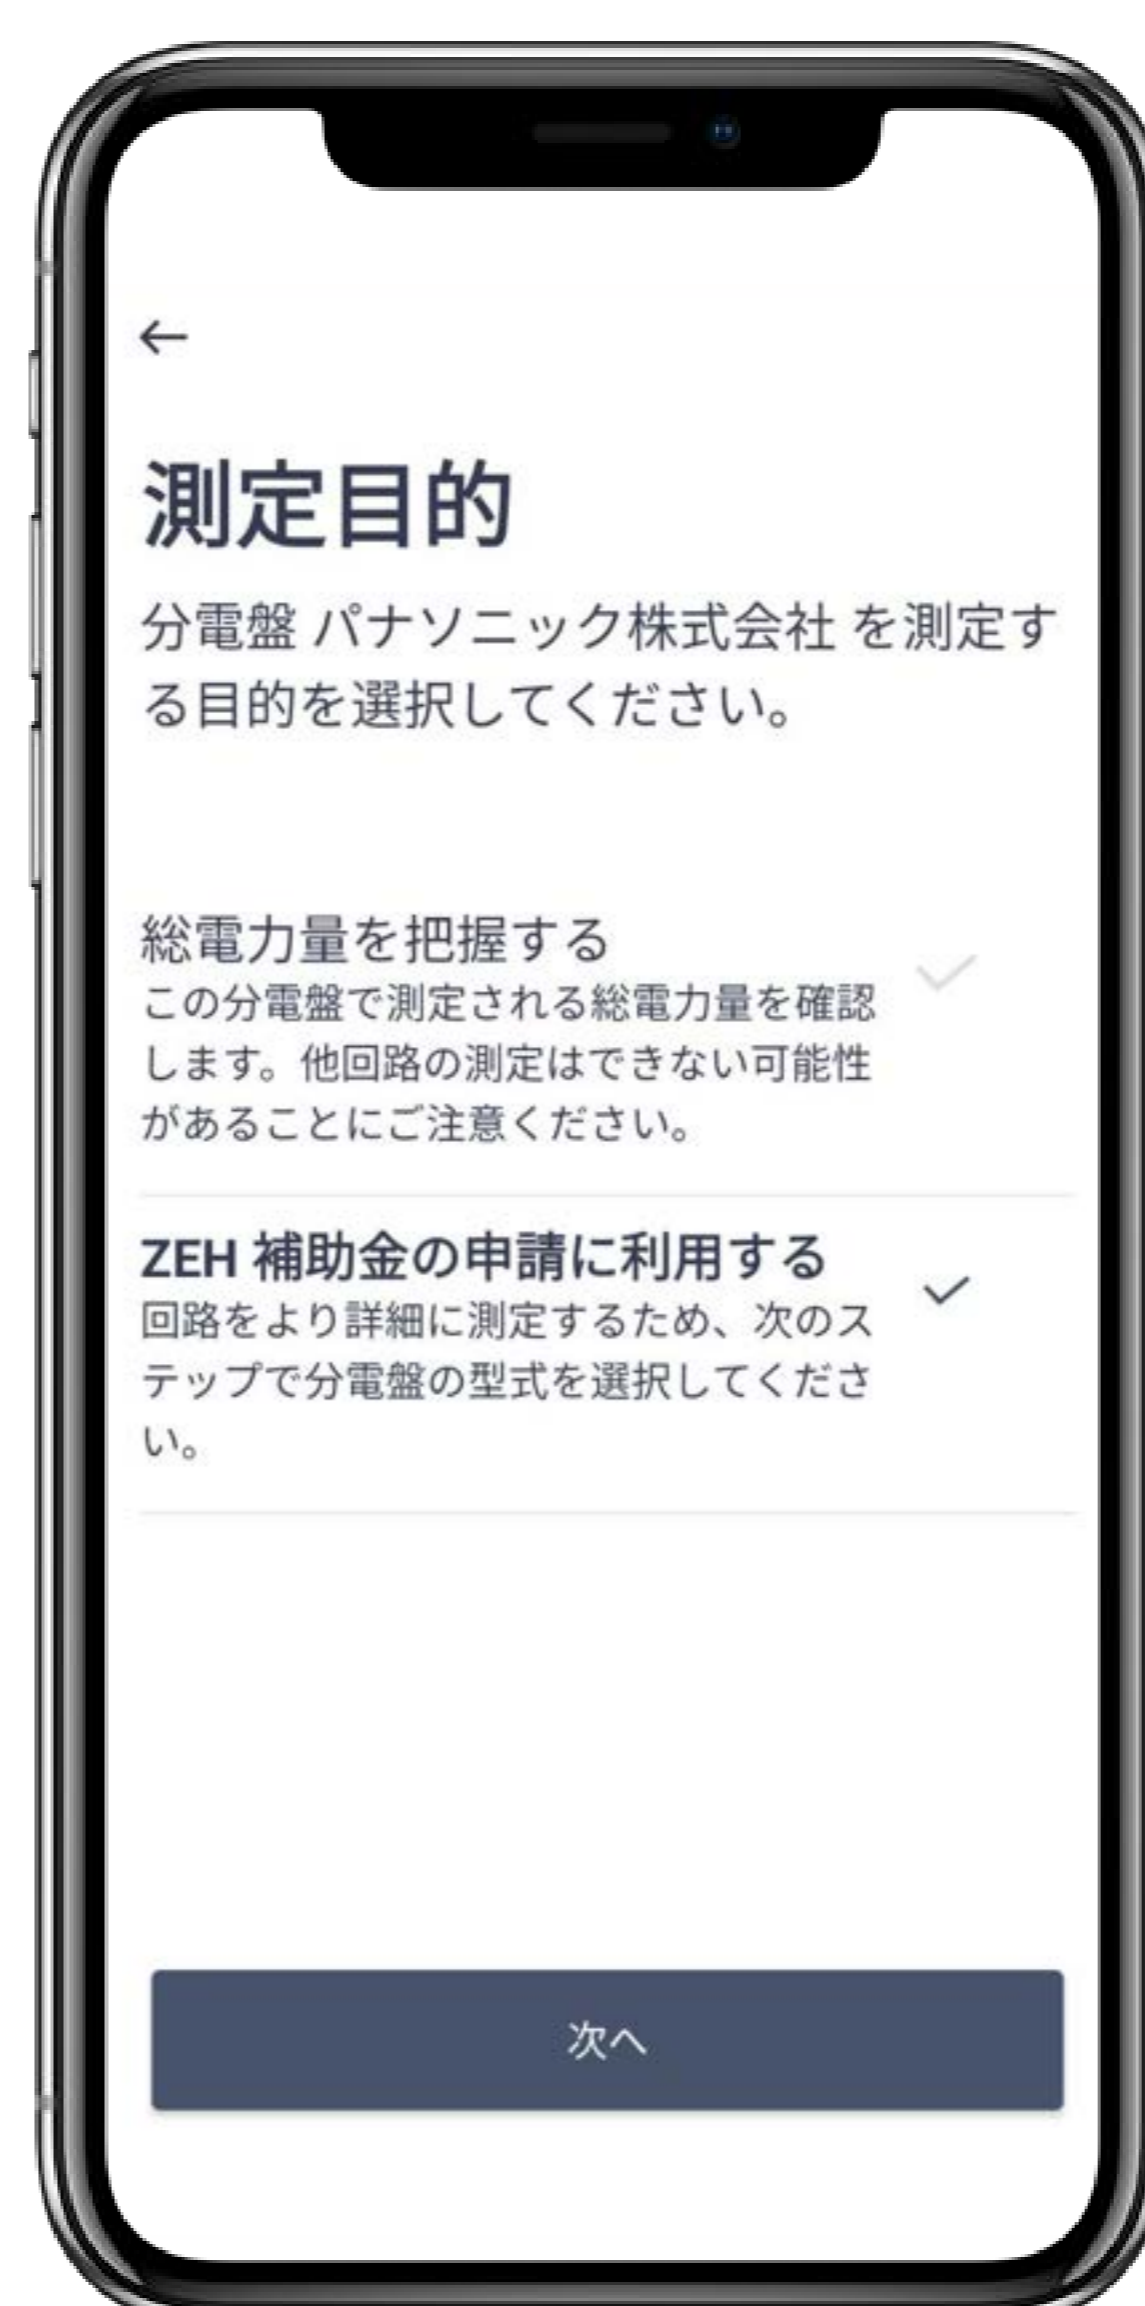 測定目的
分電盤 パナソニック株式会社 を測定す
る目的を選択してください。
総電力量を把握する
この分電盤で測定される総電力量を確認
します。他回路の測定はできない可能性
があることにご注意ください。
ZEH 補助金の申請に利用する
回路をより詳細に測定するため、次のス
テップで分電盤の型式を選択してくださ
い。
次へ